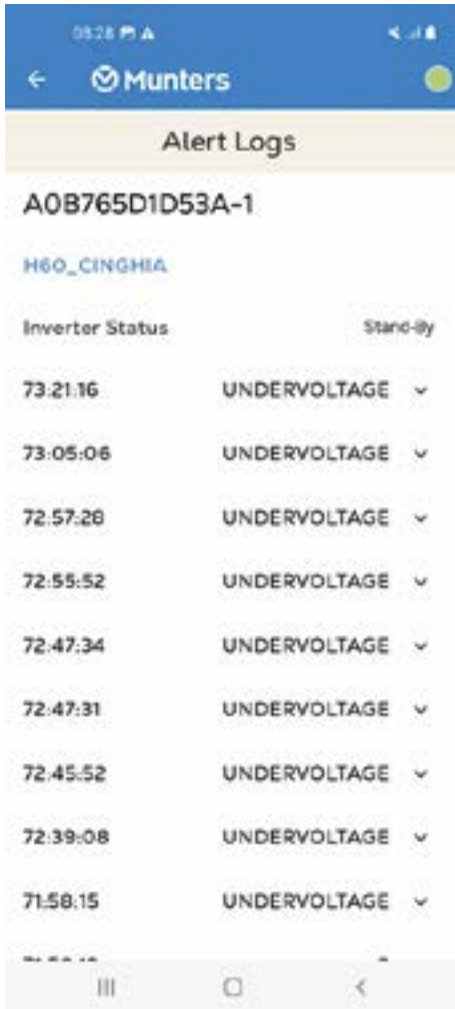 08:28
Munters
Alert Logs
A0B765D1D53A-1
H60_CINGHIA
Inverter Status Stand-By
73:21:16 UNDERVOLTAGE
73:05:06 UNDERVOLTAGE
72:57:28 UNDERVOLTAGE
72:55:52 UNDERVOLTAGE
72:47:34 UNDERVOLTAGE
72:47:31 UNDERVOLTAGE
72:45:52 UNDERVOLTAGE
72:39:08 UNDERVOLTAGE
71:58:15 UNDERVOLTAGE